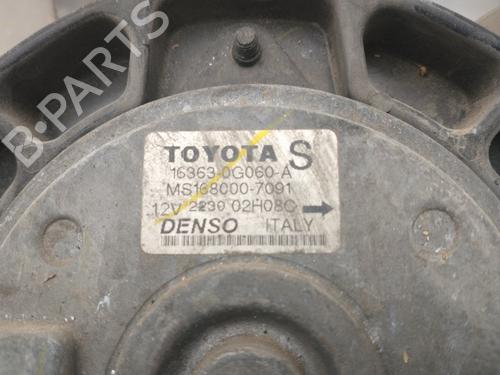 B-PARTS
TOYOTA S
16363-0G060-A
MS168000-7091
12V 2230 02H08C →
DENSO ITALY